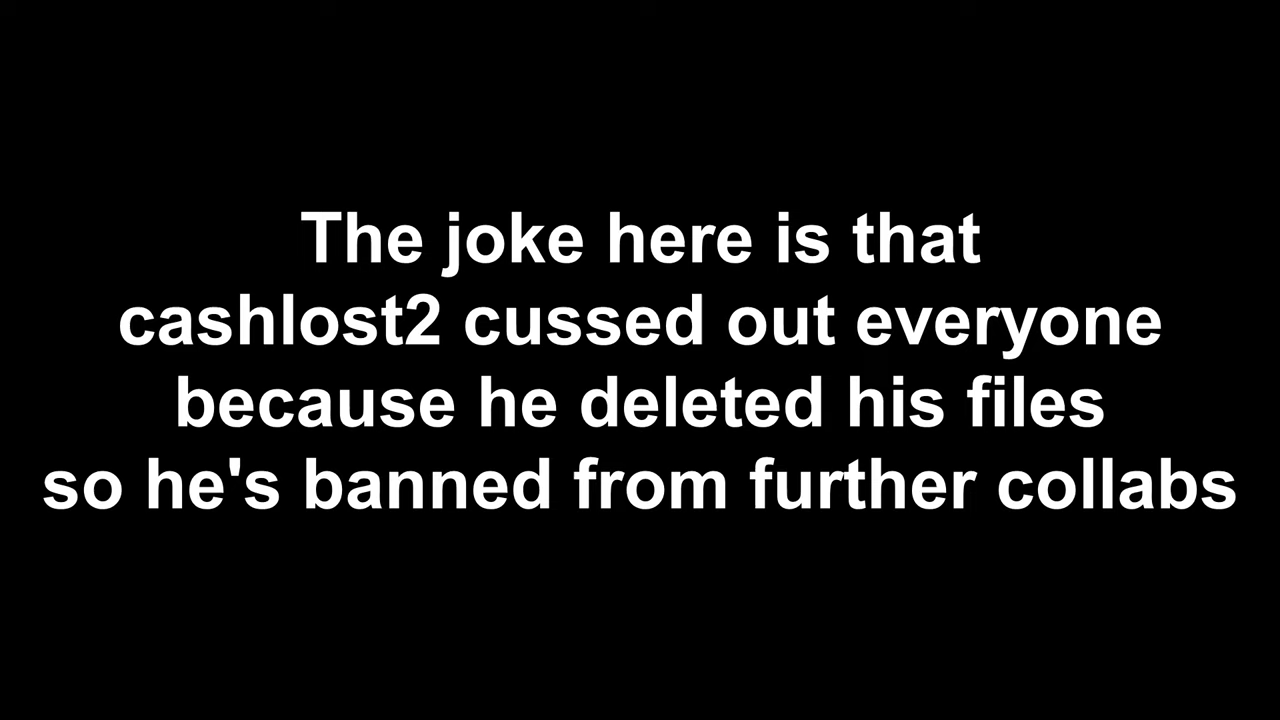 The joke here is that
cashlost2 cussed out everyone
because he deleted his files
so he's banned from further collabs